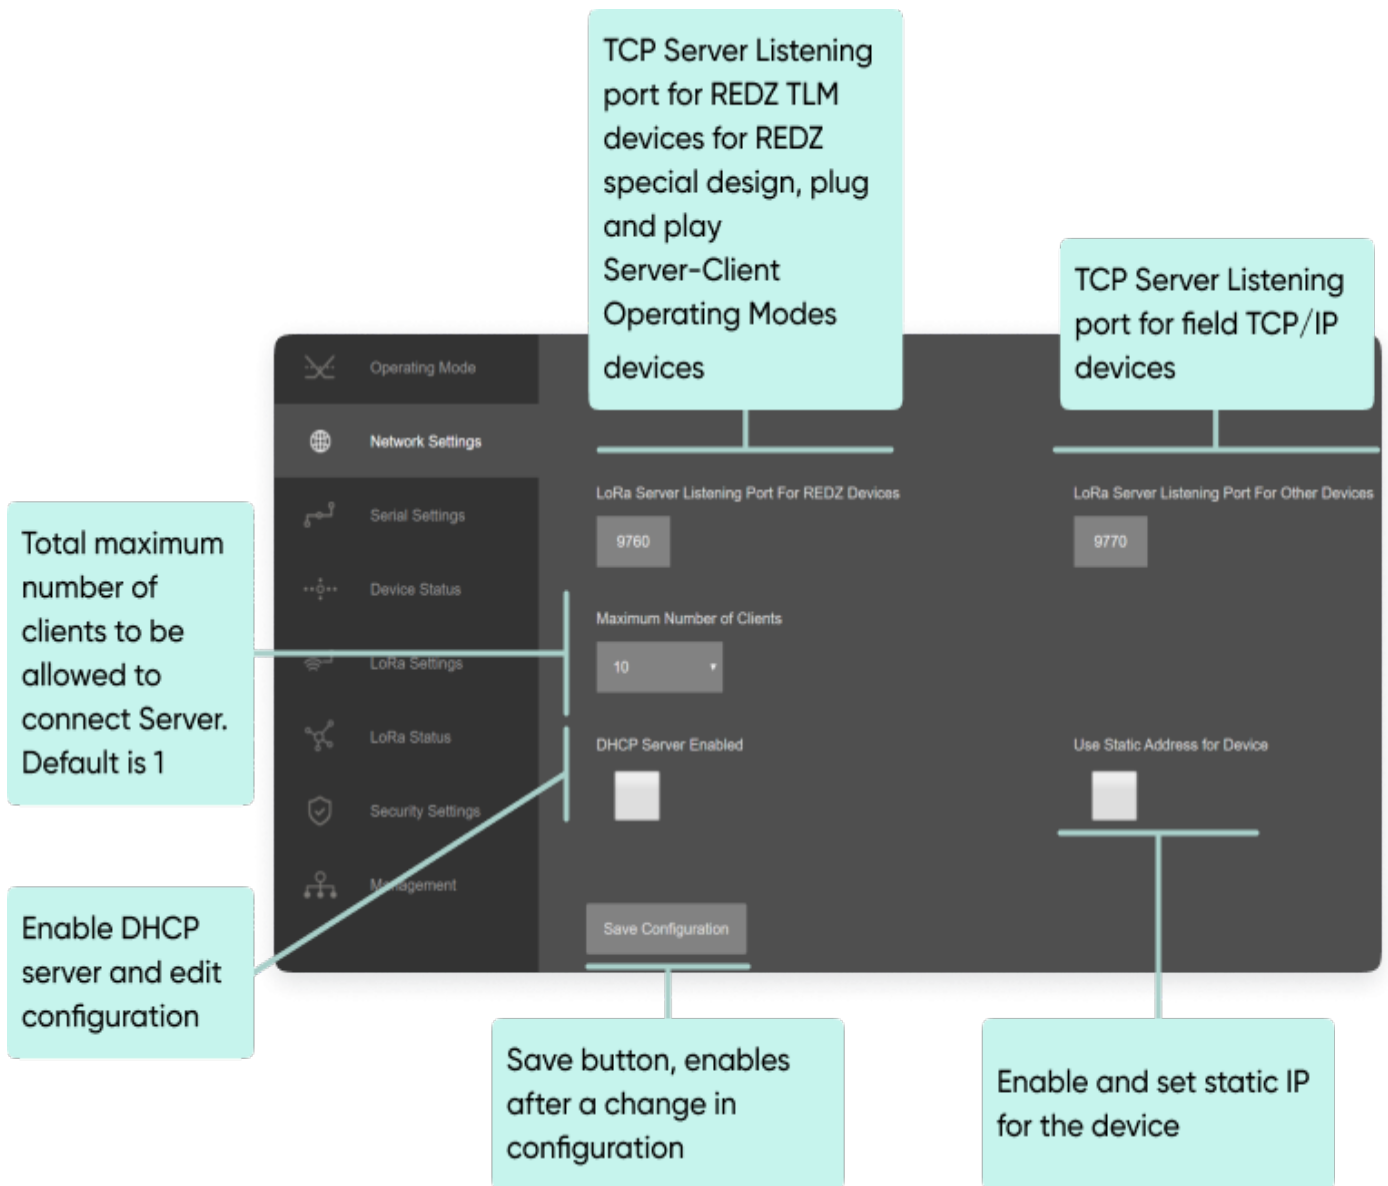 TCP Server Listening
port for REDZ TLM
devices for REDZ
special design, plug
and play
Server-Client
Operating Modes
devices
TCP Server Listening
port for field TCP/IP
devices
Operating Mode
Network Settings
Serial Settings
Device Status
LoRa Settings
LoRa Status
Security Settings
Management
LoRa Server Listening Port For REDZ Devices
9760
LoRa Server Listening Port For Other Devices
9770
Maximum Number of Clients
10
DHCP Server Enabled
Use Static Address for Device
Save Configuration
Total maximum
number of
clients to be
allowed to
connect Server.
Default is 1
Enable DHCP
server and edit
configuration
Save button, enables
after a change in
configuration
Enable and set static IP
for the device